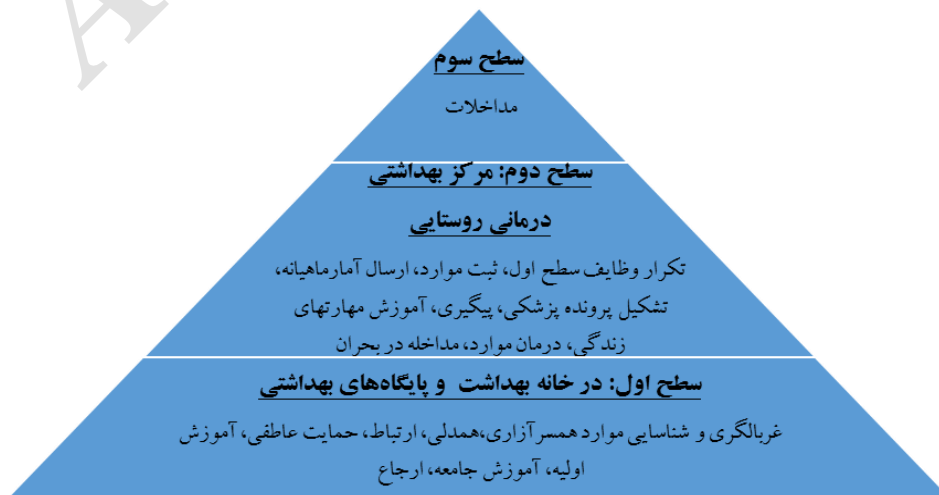 سطح سوم
مداخلات
سطح دوم: مرکز بهداشتی
درمانی روستایی
تکرار وظایف سطح اول، ثبت موارد، ارسال آمارماهیانه،
تشکیل پرونده پزشکی، پیگیری، آموزش مهارتهای
زندگی، درمان موارد، مداخله در بحران
سطح اول: در خانه بهداشت و پایگاه‌های بهداشتی
غربالگری و شناسایی موارد همسرآزاری،همدلی، ارتباط، حمایت عاطفی، آموزش
اولیه، آموزش جامعه، ارجاع